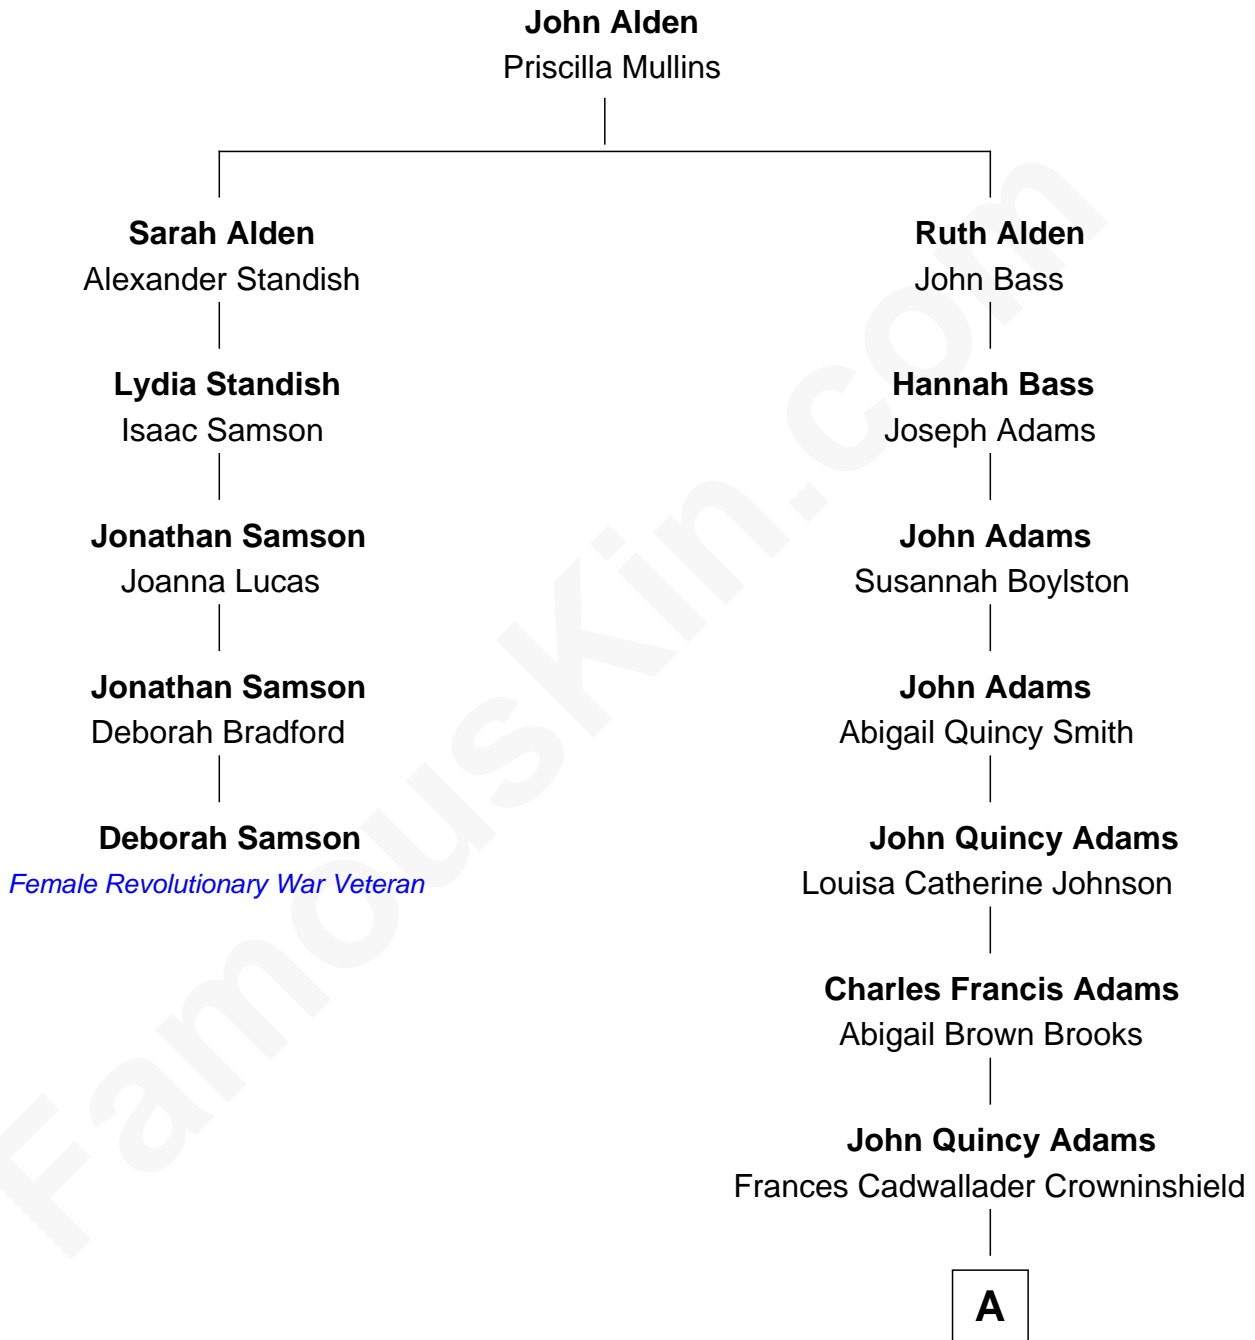 John Alden
Priscilla Mullins
Sarah Alden
Alexander Standish
Lydia Standish
Isaac Samson
Jonathan Samson
Joanna Lucas
Jonathan Samson
Deborah Bradford
Deborah Samson
Female Revolutionary War Veteran
Ruth Alden
John Bass
Hannah Bass
Joseph Adams
John Adams
Susannah Boylston
John Adams
Abigail Quincy Smith
John Quincy Adams
Louisa Catherine Johnson
Charles Francis Adams
Abigail Brown Brooks
John Quincy Adams
Frances Cadwallader Crowninshield
A
FamousKin.com